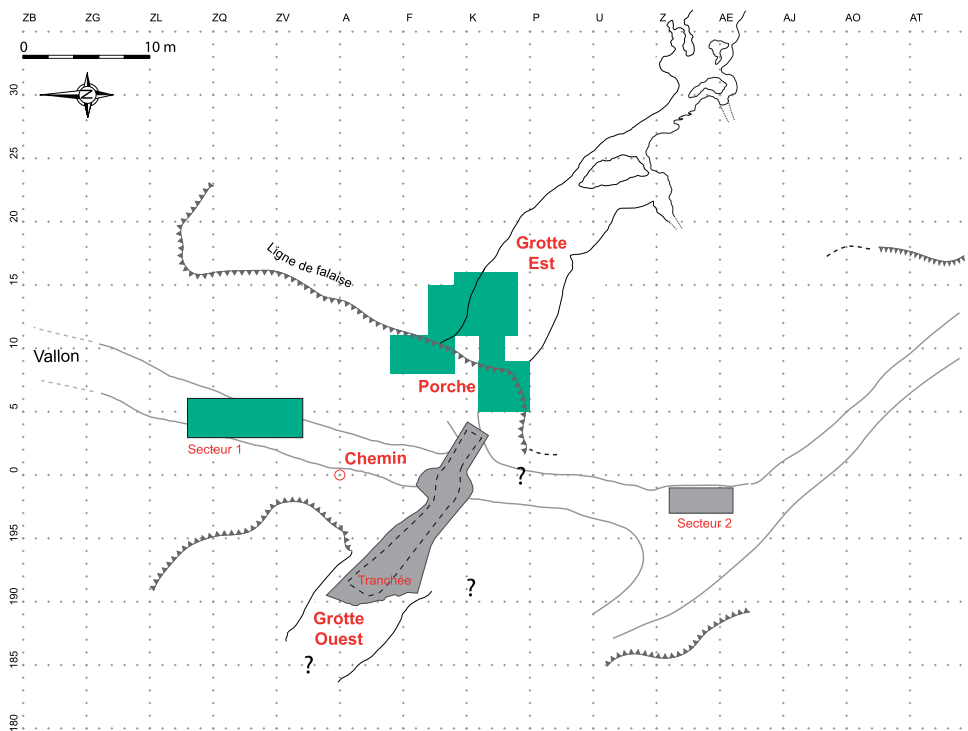 ZB ZG ZL ZQ ZV A F K P U Z AE AJ AO AT
0 10 m
N
30
25
20
15
10
5
0
195
190
185
180
Grotte
Est
Ligne de falaise
Vallon
Porche
Secteur 1
Chemin
?
Secteur 2
Tranchée
?
Grotte
Ouest
?